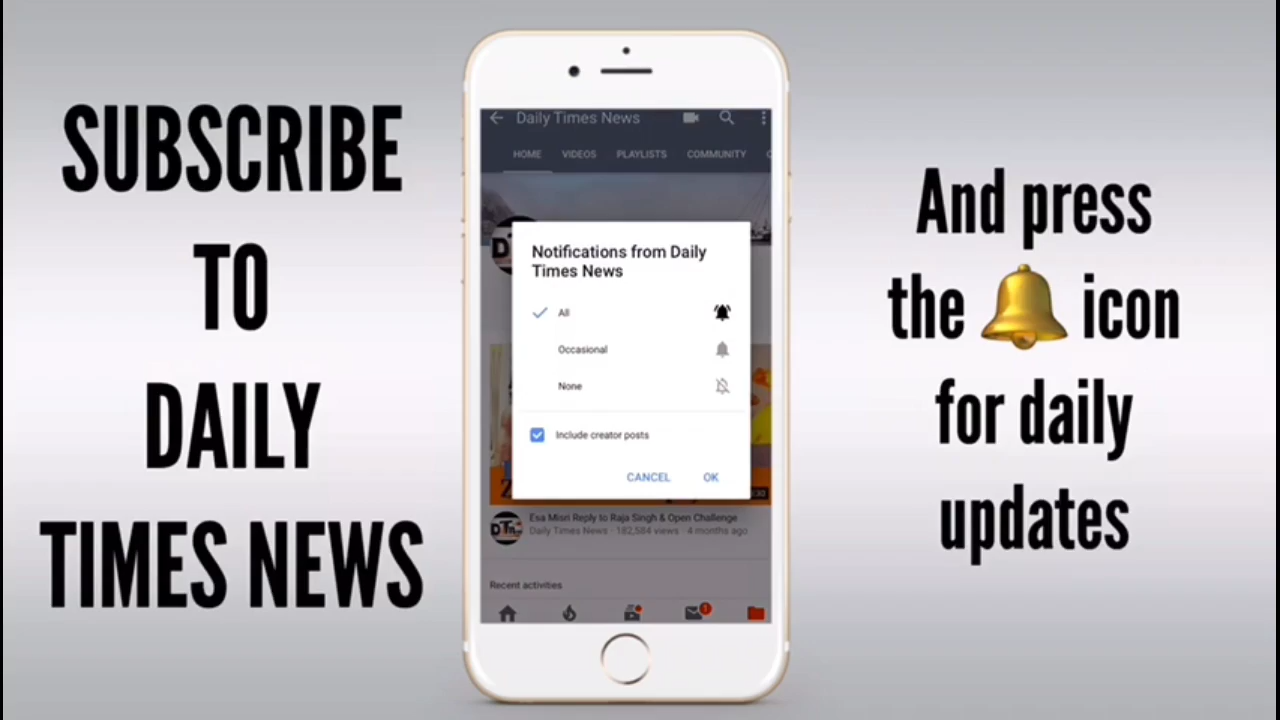 SUBSCRIBE
TO
DAILY
TIMES NEWS
Daily Times News
HOME VIDEOS PLAYLISTS COMMUNITY
Notifications from Daily
Times News
All
Occasional
None
Include creator posts
CANCEL OK
Esa Misri Reply to Raja Singh & Open Challenge
Daily Times News · 182,584 views · 4 months ago
Recent activities
1
And press
the 🔔 icon
for daily
updates